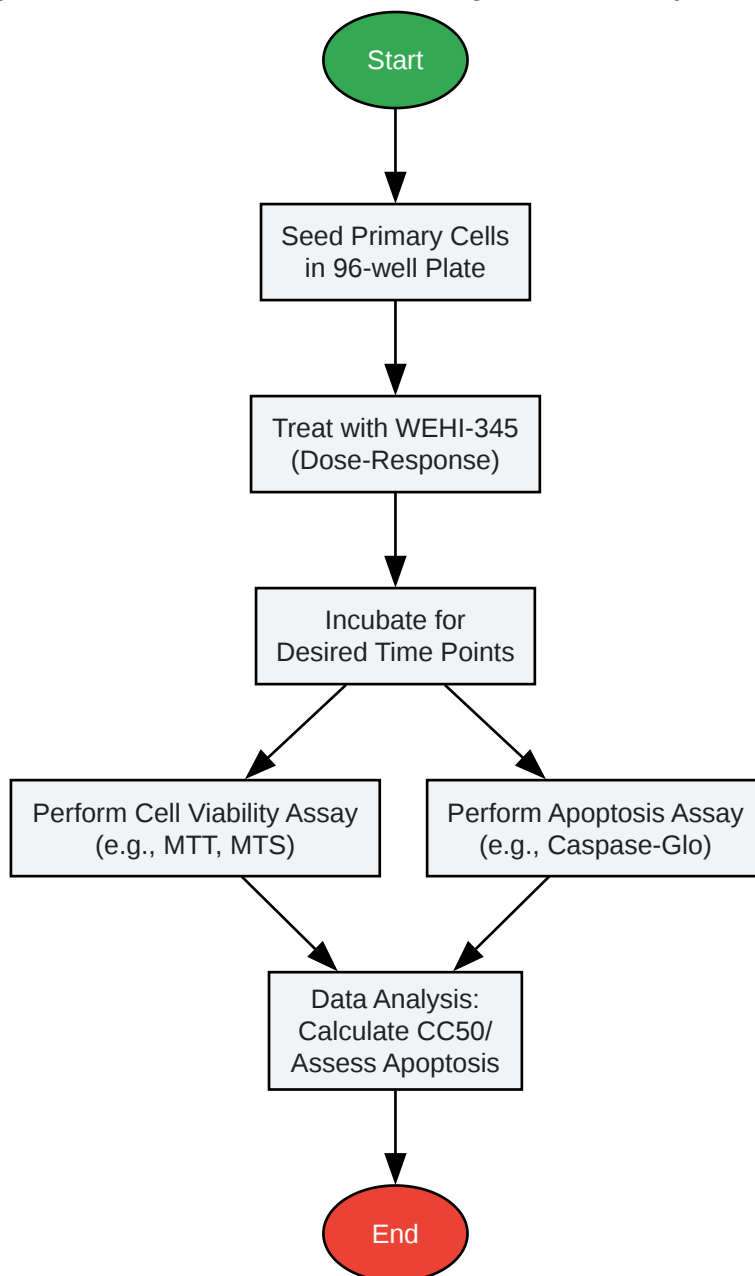 Start
Seed Primary Cells
in 96-well Plate
Treat with WEHI-345
(Dose-Response)
Incubate for
Desired Time Points
Perform Cell Viability Assay
(e.g., MTT, MTS)
Perform Apoptosis Assay
(e.g., Caspase-Glo)
Data Analysis:
Calculate CC50/
Assess Apoptosis
End